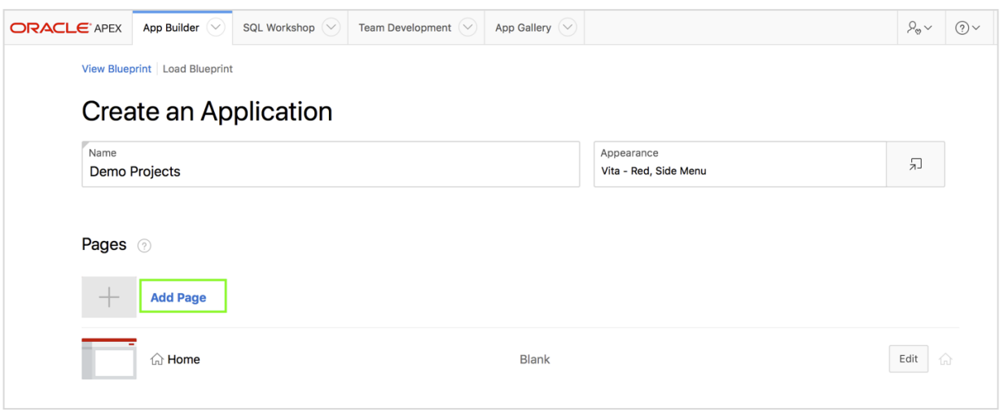 ORACLE APEX App Builder SQL Workshop Team Development App Gallery
View Blueprint Load Blueprint
Create an Application
Name
Demo Projects
Appearance
Vita - Red, Side Menu
Pages ?
Add Page
Home Blank Edit